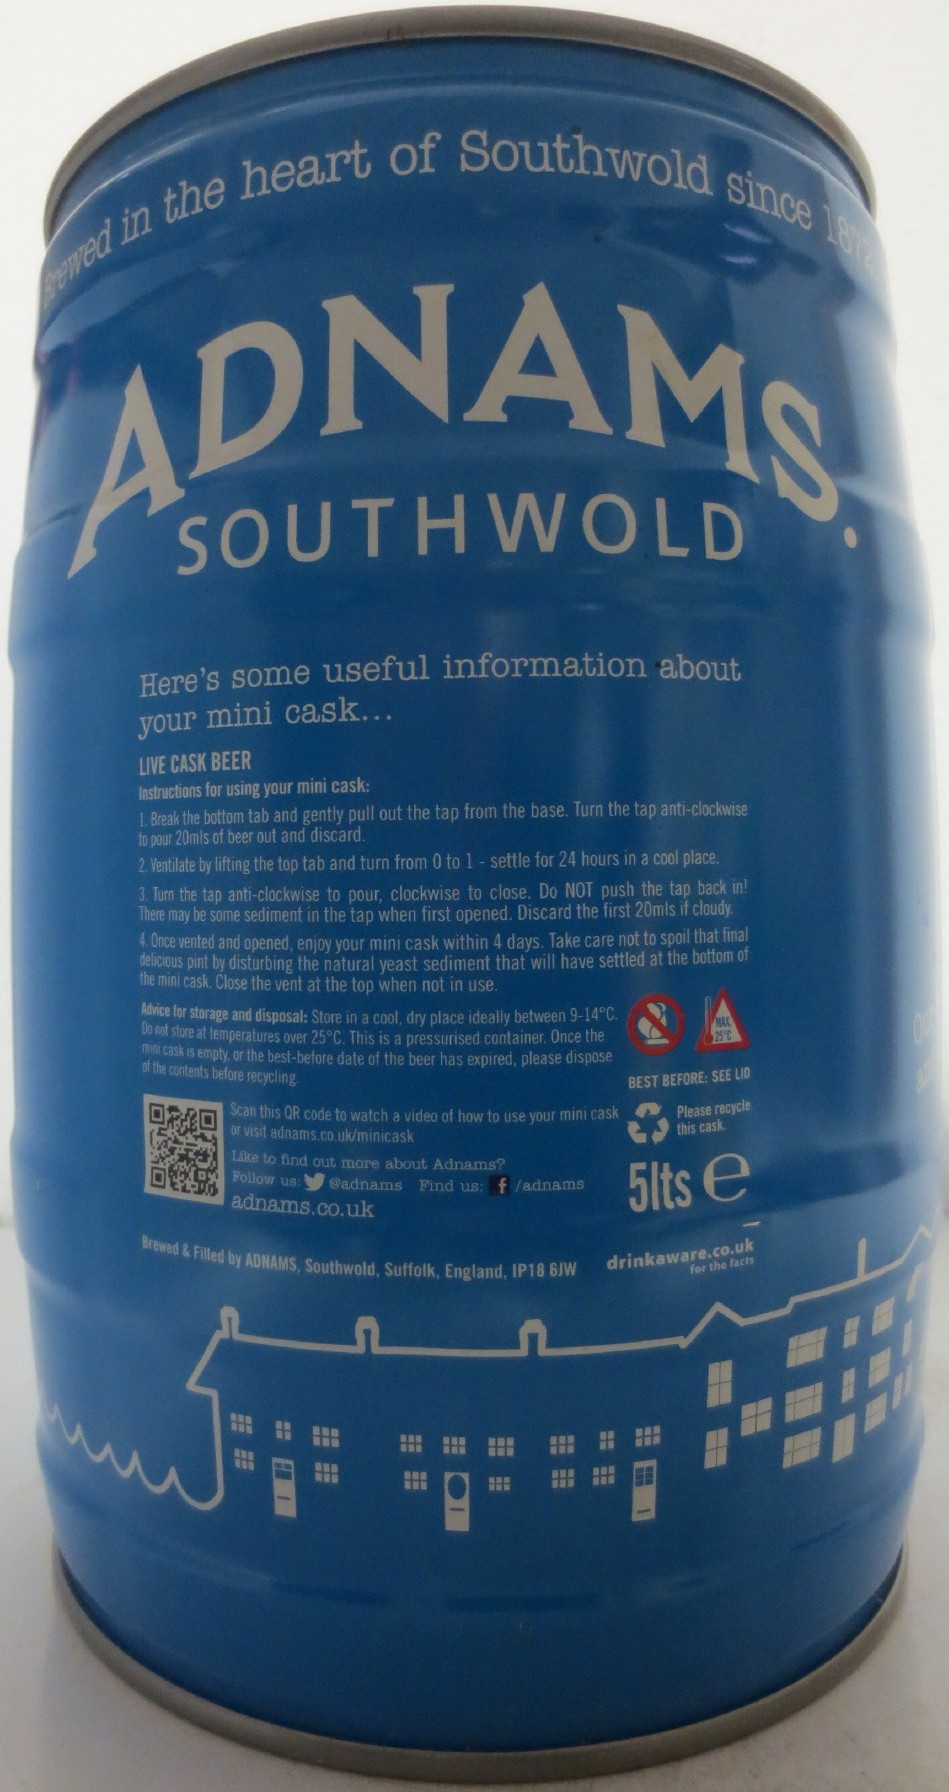 Brewed in the heart of Southwold since 1872
ADNAMS.
SOUTHWOLD
Here's some useful information about
your mini cask...
LIVE CASK BEER
Instructions for using your mini cask:
1. Break the bottom tab and gently pull out the tap from the base. Turn the tap anti-clockwise
to pour 20mls of beer out and discard.
2. Ventilate by lifting the top tab and turn from 0 to 1 - settle for 24 hours in a cool place.
3. Turn the tap anti-clockwise to pour, clockwise to close. Do NOT push the tap back in!
There may be some sediment in the tap when first opened. Discard the first 20mls if cloudy.
4. Once vented and opened, enjoy your mini cask within 4 days. Take care not to spoil that final
delicious pint by disturbing the natural yeast sediment that will have settled at the bottom of
the mini cask. Close the vent at the top when not in use.
Advice for storage and disposal: Store in a cool, dry place ideally between 9-14°C.
Do not store at temperatures over 25°C. This is a pressurised container. Once the
mini cask is empty, or the best-before date of the beer has expired, please dispose
of the contents before recycling.
MAX.
25°C
BEST BEFORE: SEE LID
Please recycle
this cask.
Scan this QR code to watch a video of how to use your mini cask
or visit adnams.co.uk/minicask
Like to find out more about Adnams?
Follow us: @adnams Find us: f /adnams
adnams.co.uk
5lts e
Brewed & Filled by ADNAMS, Southwold, Suffolk, England, IP18 6JW
drinkaware.co.uk
for the facts